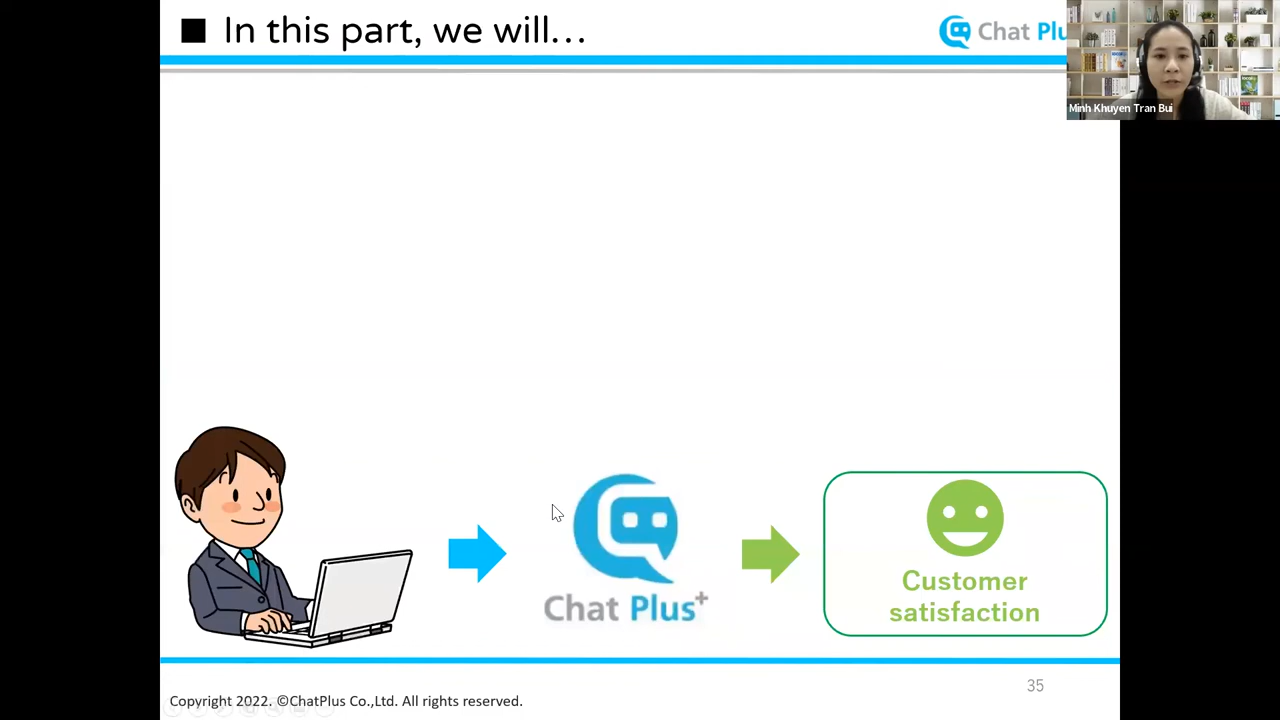 ■ In this part, we will...
Chat Plu
Minh Khuyen Tran Bui
Chat Plus+
Customer
satisfaction
35
Copyright 2022. ©ChatPlus Co.,Ltd. All rights reserved.